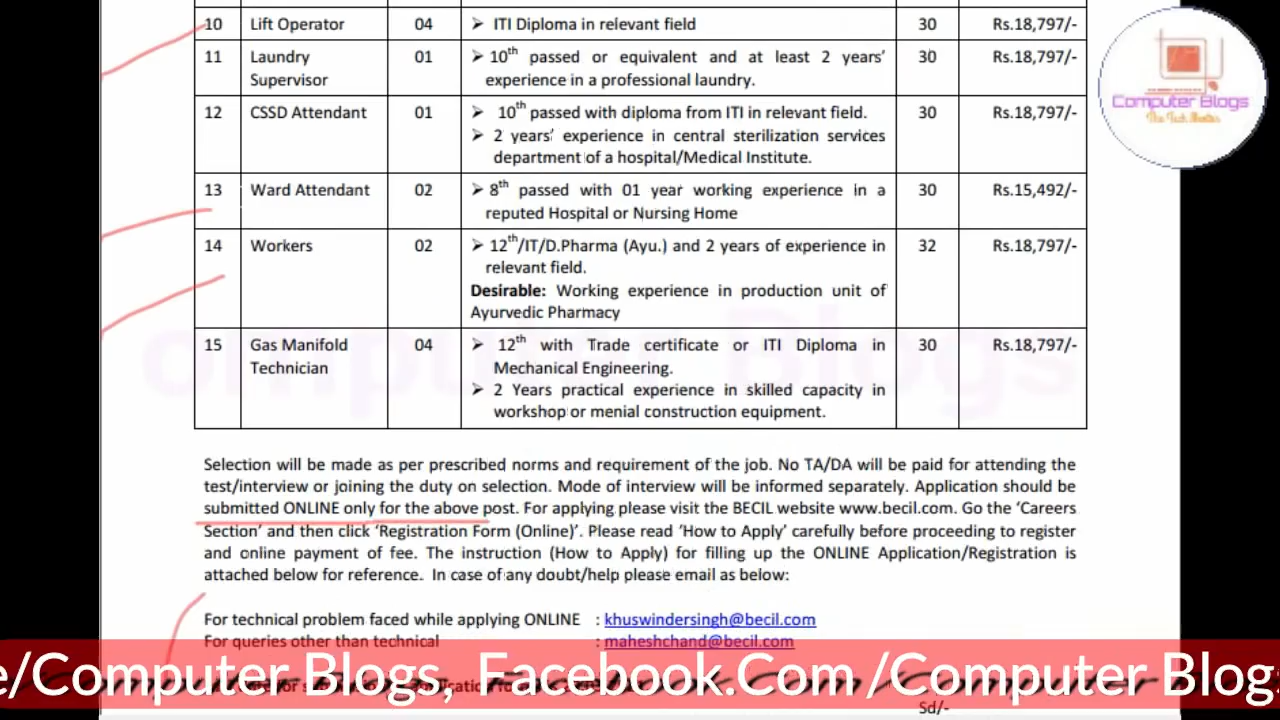 10 Lift Operator 04 ➢ ITI Diploma in relevant field 30 Rs.18,797/-
11 Laundry Supervisor 01 ➢ 10th passed or equivalent and at least 2 years’ 30 Rs.18,797/-
experience in a professional laundry.
12 CSSD Attendant 01 ➢ 10th passed with diploma from ITI in relevant field. 30 Rs.18,797/-
➢ 2 years’ experience in central sterilization services
department of a hospital/Medical Institute.
13 Ward Attendant 02 ➢ 8th passed with 01 year working experience in a 30 Rs.15,492/-
reputed Hospital or Nursing Home
14 Workers 02 ➢ 12th/IT/D.Pharma (Ayu.) and 2 years of experience in 32 Rs.18,797/-
relevant field.
Desirable: Working experience in production unit of
Ayurvedic Pharmacy
15 Gas Manifold Technician 04 ➢ 12th with Trade certificate or ITI Diploma in 30 Rs.18,797/-
Mechanical Engineering.
➢ 2 Years practical experience in skilled capacity in
workshop or menial construction equipment.
Selection will be made as per prescribed norms and requirement of the job. No TA/DA will be paid for attending the
test/interview or joining the duty on selection. Mode of interview will be informed separately. Application should be
submitted ONLINE only for the above post. For applying please visit the BECIL website www.becil.com. Go the ‘Careers
Section’ and then click ‘Registration Form (Online)’. Please read ‘How to Apply’ carefully before proceeding to register
and online payment of fee. The instruction (How to Apply) for filling up the ONLINE Application/Registration is
attached below for reference. In case of any doubt/help please email as below:
For technical problem faced while applying ONLINE : khuswindersingh@becil.com
For queries other than technical : maheshchand@becil.com
e/Computer Blogs, Facebook.Com /Computer Blogs
Sd/-
Computer Blogs
The Tech Master